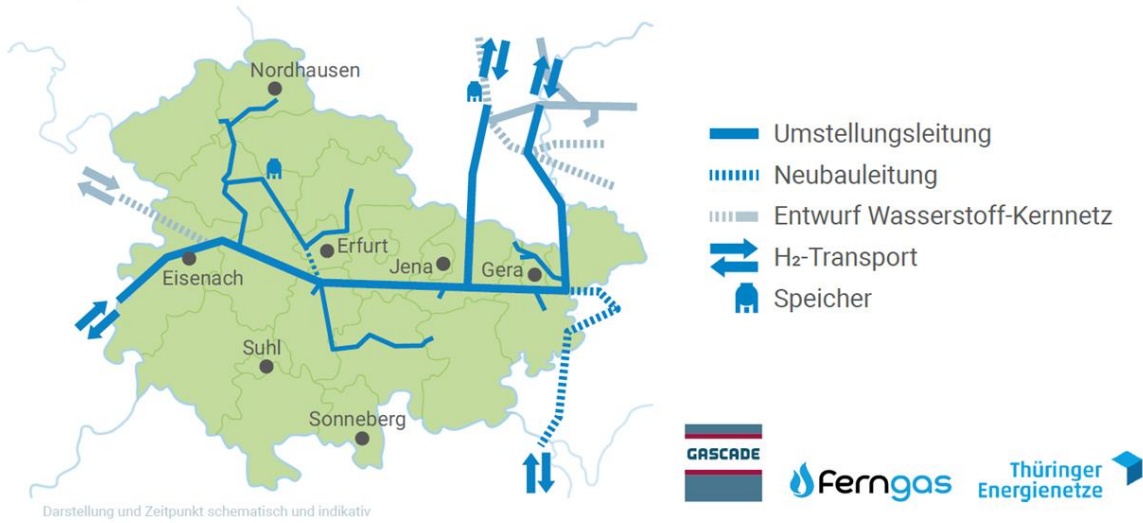 Nordhausen
Erfurt
Eisenach
Jena
Gera
Suhl
Sonneberg
Umstellungsleitung
Neubauleitung
Entwurf Wasserstoff-Kernnetz
H₂-Transport
Speicher
GASCADE
Ferngas
Thüringer
Energienetze
Darstellung und Zeitpunkt schematisch und indikativ